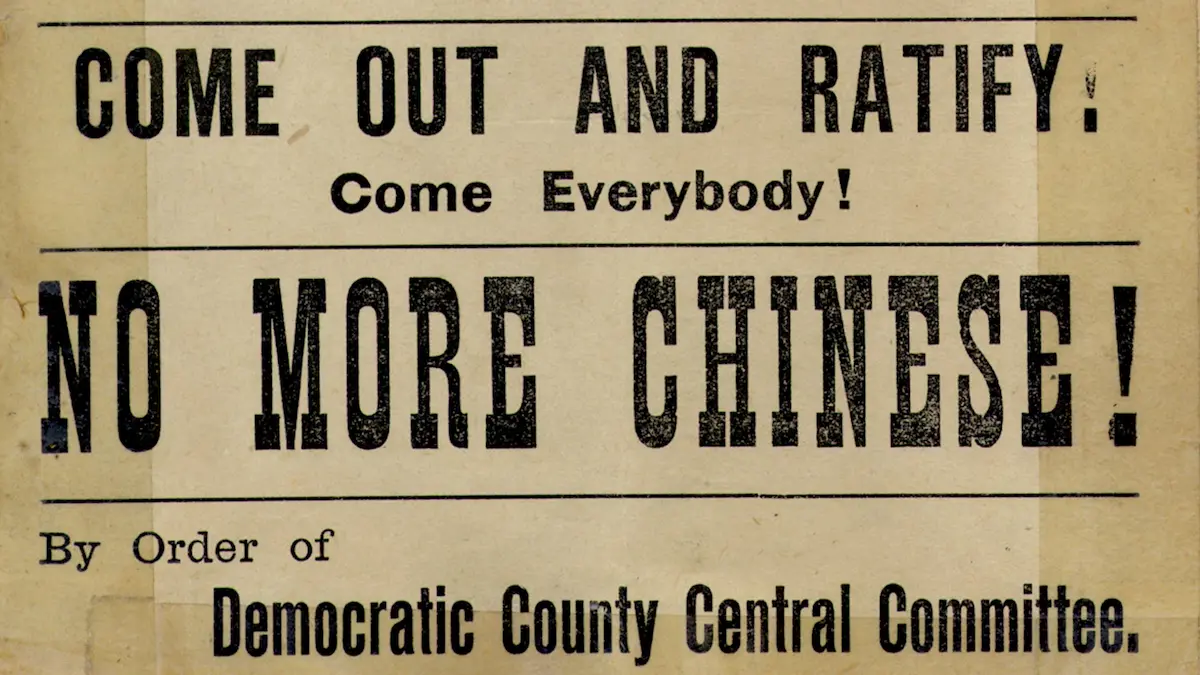 COME OUT AND RATIFY!
Come Everybody!
NO MORE CHINESE!
By Order of
Democratic County Central Committee.